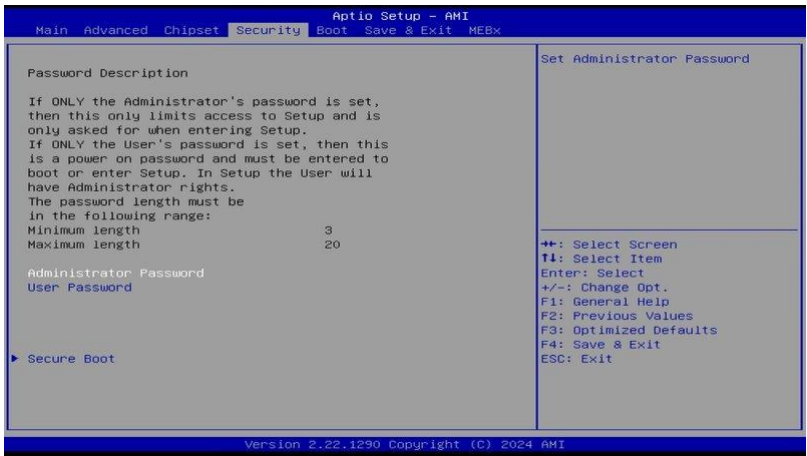 Aptio Setup – AMI
Main Advanced Chipset Security Boot Save & Exit MEBx
Password Description
If ONLY the Administrator's password is set,
then this only limits access to Setup and is
only asked for when entering Setup.
If ONLY the User's password is set, then this
is a power on password and must be entered to
boot or enter Setup. In Setup the User will
have Administrator rights.
The password length must be
in the following range:
Minimum length 3
Maximum length 20
Administrator Password
User Password
Secure Boot
Set Administrator Password
→←: Select Screen
↑↓: Select Item
Enter: Select
+/-: Change Opt.
F1: General Help
F2: Previous Values
F3: Optimized Defaults
F4: Save & Exit
ESC: Exit
Version 2.22.1290 Copyright (C) 2024 AMI